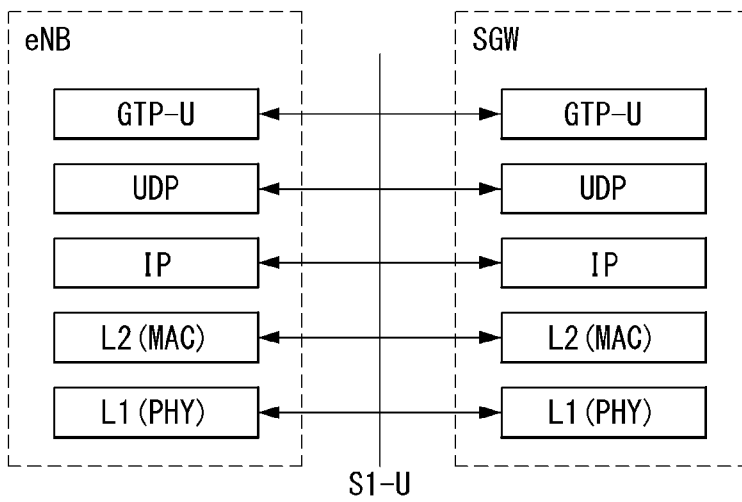 eNB
SGW
GTP-U
GTP-U
UDP
UDP
IP
IP
L2(MAC)
L2(MAC)
L1(PHY)
L1(PHY)
S1-U